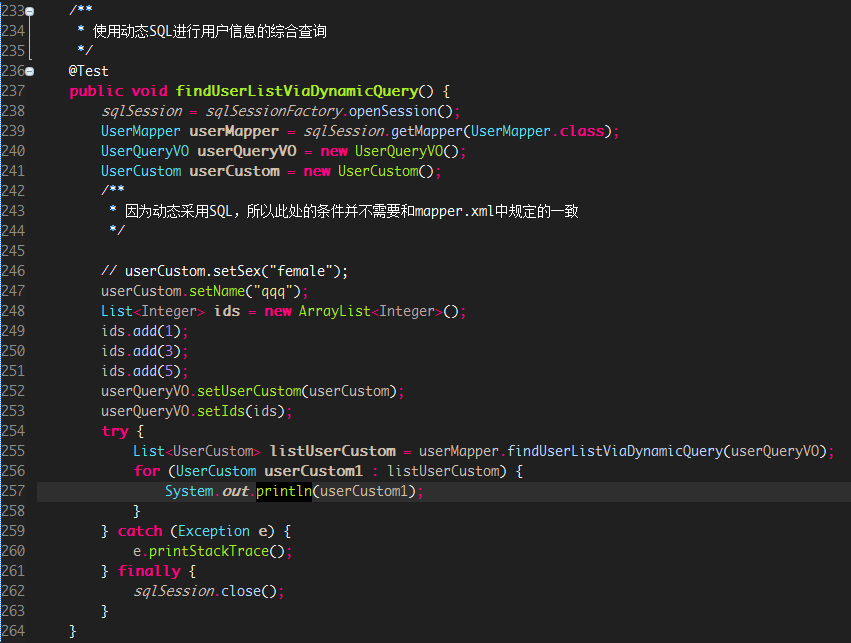 233 /**
234 * 使用动态SQL进行用户信息的综合查询
235 */
236 @Test
237 public void findUserListViaDynamicQuery() {
238 sqlSession = sqlSessionFactory.openSession();
239 UserMapper userMapper = sqlSession.getMapper(UserMapper.class);
240 UserQueryVO userQueryVO = new UserQueryVO();
241 UserCustom userCustom = new UserCustom();
242 /**
243 * 因为动态采用SQL，所以此处的条件并不需要和mapper.xml中规定的一致
244 */
245
246 // userCustom.setSex("female");
247 userCustom.setName("qqq");
248 List<Integer> ids = new ArrayList<Integer>();
249 ids.add(1);
250 ids.add(3);
251 ids.add(5);
252 userQueryVO.setUserCustom(userCustom);
253 userQueryVO.setIds(ids);
254 try {
255 List<UserCustom> listUserCustom = userMapper.findUserListViaDynamicQuery(userQueryVO);
256 for (UserCustom userCustom1 : listUserCustom) {
257 System.out.println(userCustom1);
258 }
259 } catch (Exception e) {
260 e.printStackTrace();
261 } finally {
262 sqlSession.close();
263 }
264 }